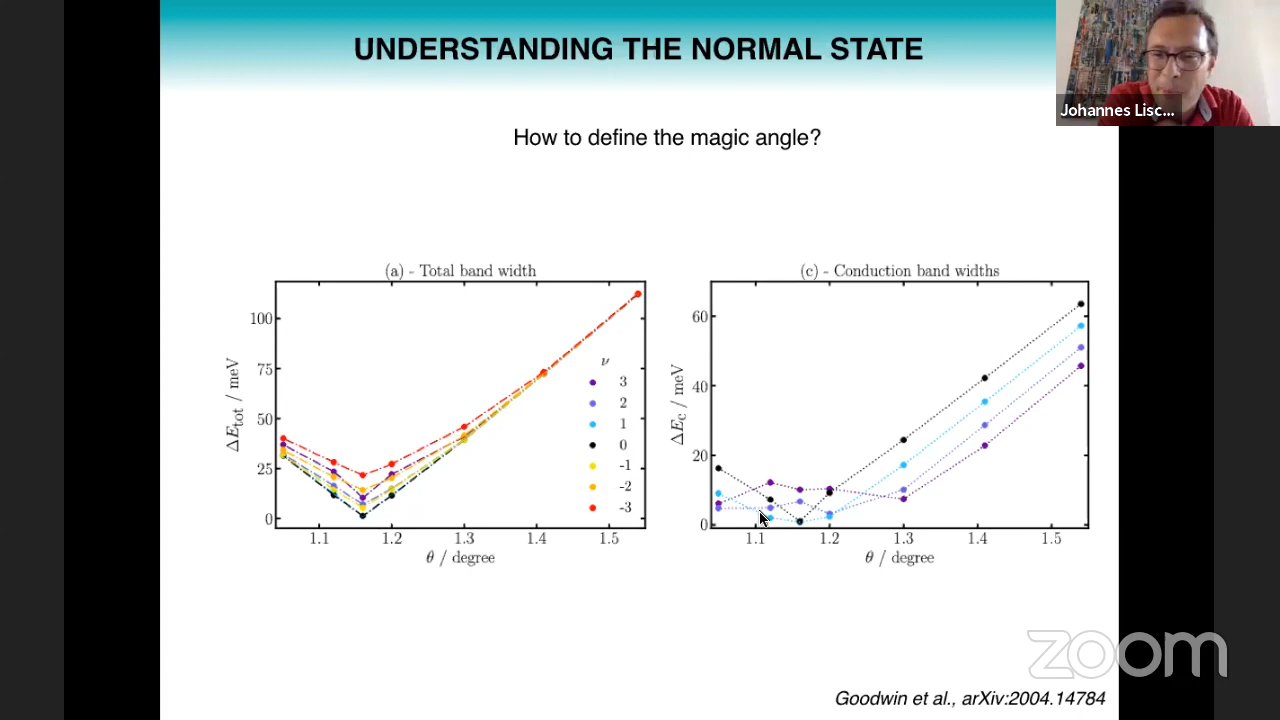 UNDERSTANDING THE NORMAL STATE
Johannes Lisc...
How to define the magic angle?
(a) - Total band width
ΔE_tot / meV
100
75
50
25
0
1.1 1.2 1.3 1.4 1.5
θ / degree
ν
3
2
1
0
-1
-2
-3
(c) - Conduction band widths
ΔE_c / meV
60
40
20
0
1.1 1.2 1.3 1.4 1.5
θ / degree
zoom
Goodwin et al., arXiv:2004.14784